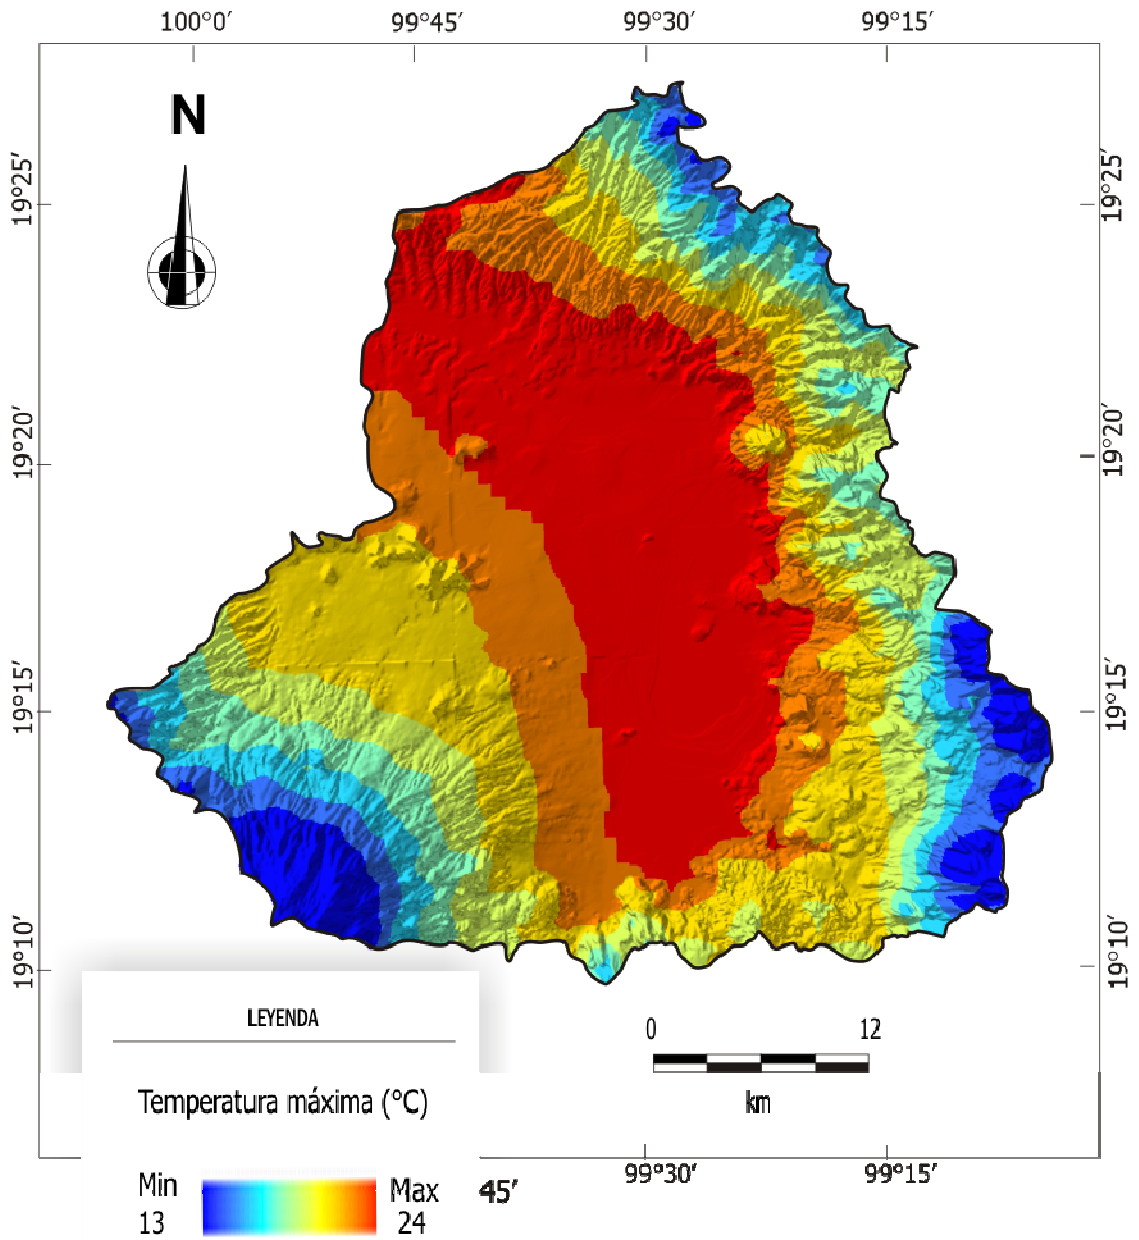 100°0′ 99°45′ 99°30′ 99°15′
N
19°25′ 19°25′
19°20′ 19°20′
19°15′ 19°15′
19°10′ 19°10′
LEYENDA
0 12
km
Temperatura máxima (°C)
99°30′ 99°15′
Min Max 45′
13 24